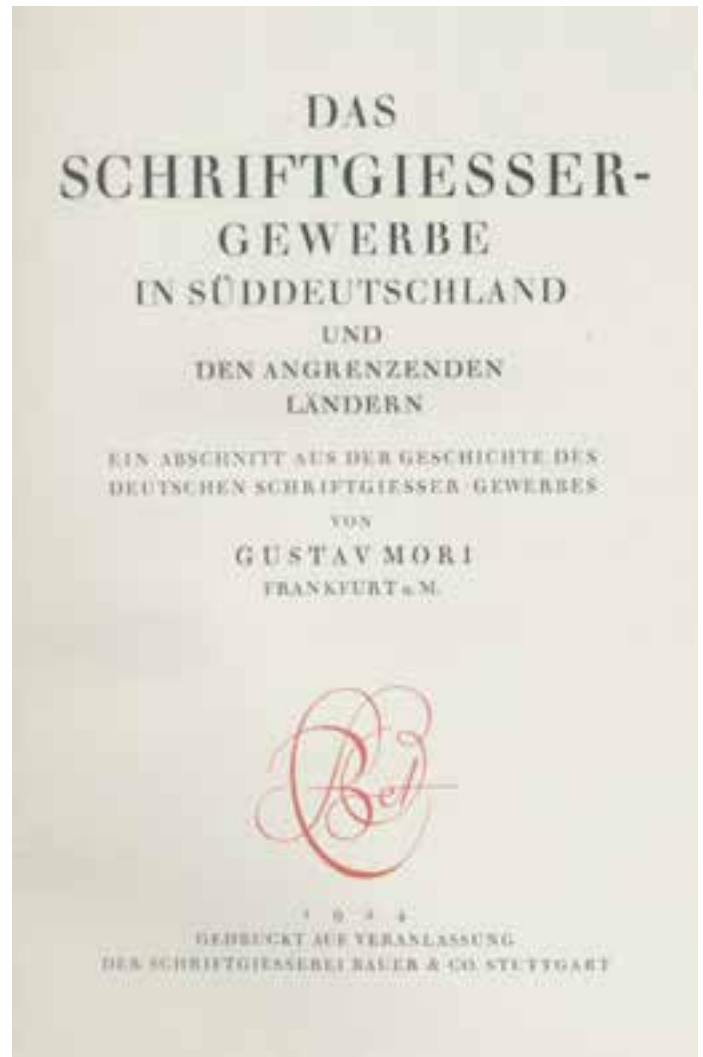 DAS
SCHRIFTGIESSER-
GEWERBE
IN SÜDDEUTSCHLAND
UND
DEN ANGRENZENDEN
LÄNDERN
EIN ABSCHNITT AUS DER GESCHICHTE DES
DEUTSCHEN SCHRIFTGIESSER-GEWERBES
VON
GUSTAV MORI
FRANKFURT a. M.
1924
GEDRUCKT AUF VERANLASSUNG
DER SCHRIFTGIESSEREI BAUER & CO. STUTTGART